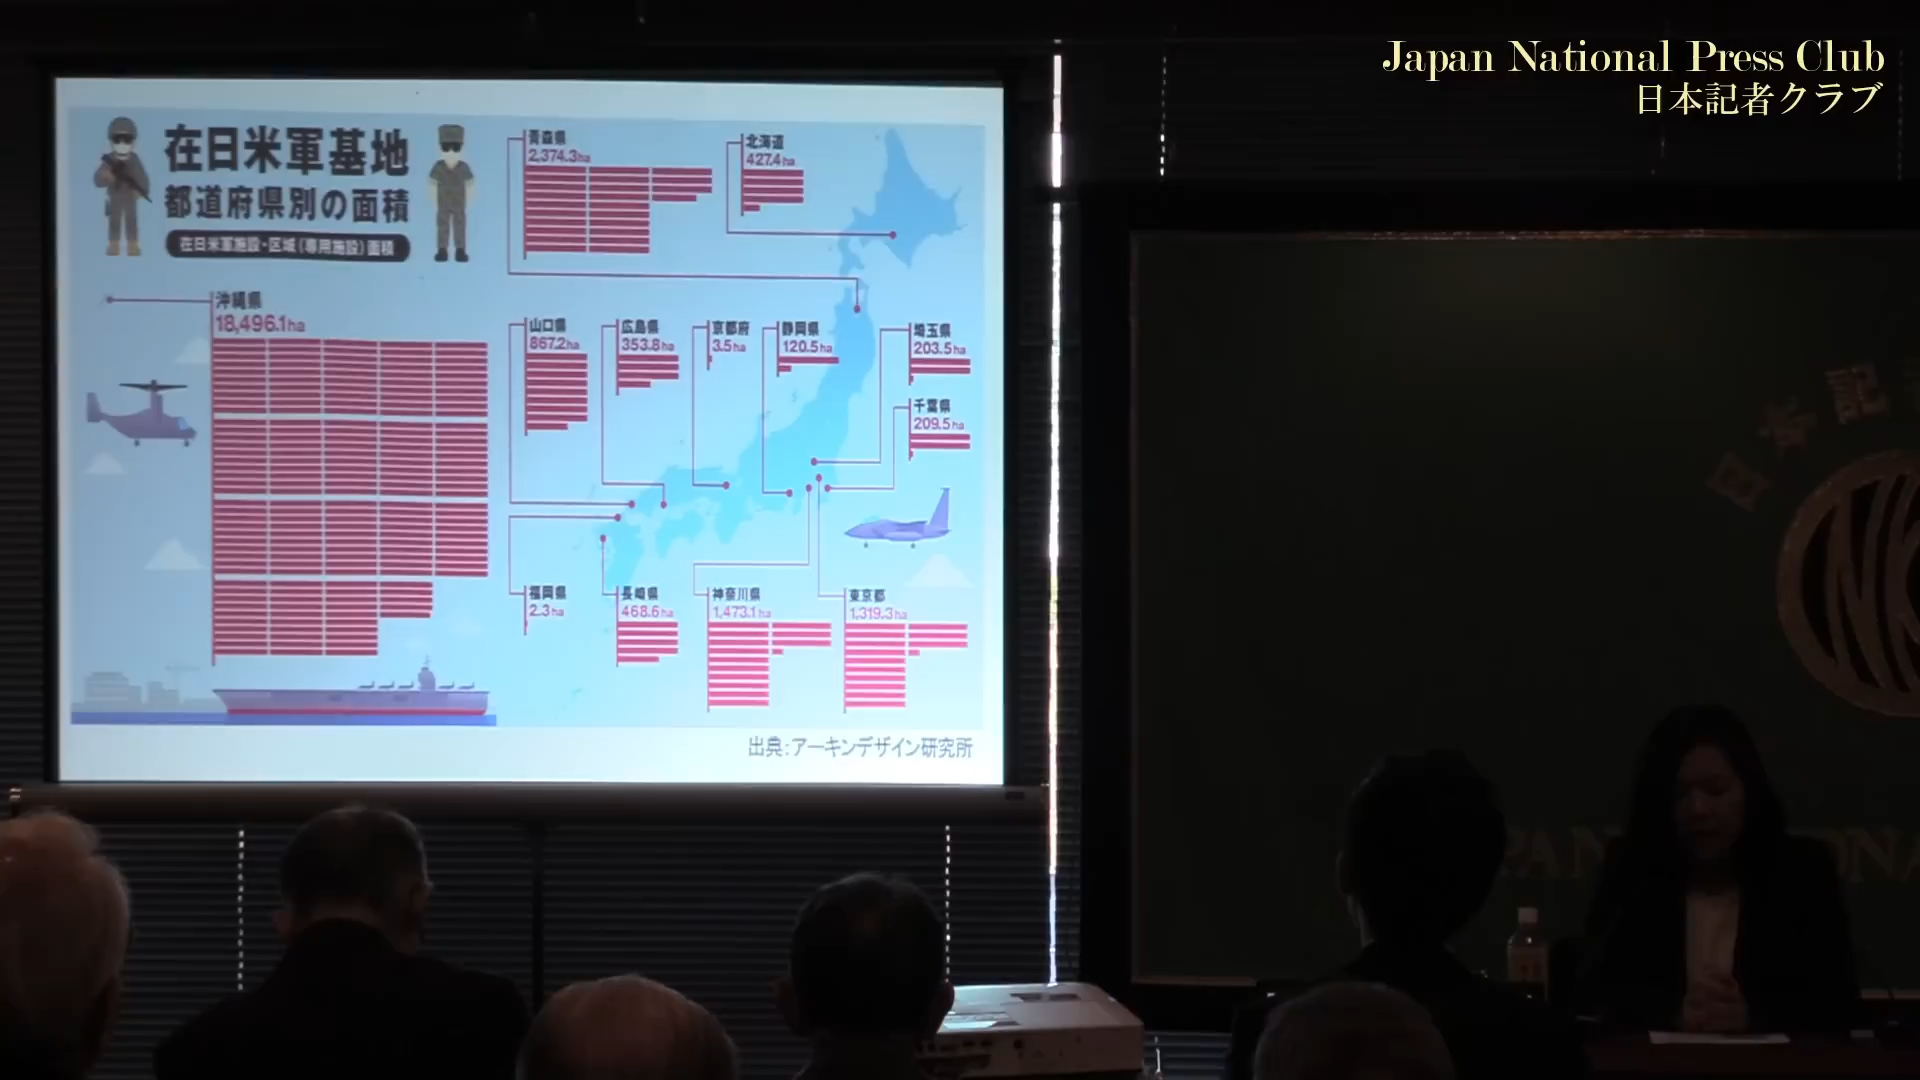 Japan National Press Club
日本記者クラブ
在日米軍基地
都道府県別の面積
在日米軍施設・区域(専用施設)面積
青森県
2,374.3ha
北海道
427.4ha
沖縄県
18,496.1ha
山口県
867.2ha
広島県
353.8ha
京都府
3.5ha
静岡県
120.5ha
埼玉県
203.5ha
千葉県
209.5ha
福岡県
2.3ha
長崎県
468.6ha
神奈川県
1,473.1ha
東京都
1,319.3ha
出典:アーキンデザイン研究所
日本記